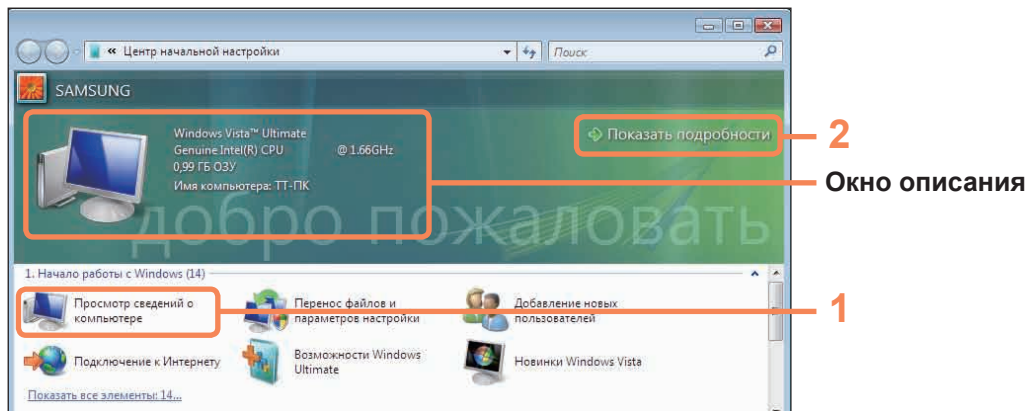 « Центр начальной настройки
Поиск
SAMSUNG
Windows Vista™ Ultimate
Genuine Intel(R) CPU @ 1.66GHz
0,99 ГБ ОЗУ
Имя компьютера: ТТ-ПК
Показать подробности
2
Окно описания
добро пожаловать
1. Начало работы с Windows (14)
Просмотр сведений о
компьютере
Перенос файлов и
параметров настройки
Добавление новых
пользователей
1
Подключение к Интернету
Возможности Windows
Ultimate
Новинки Windows Vista
Показать все элементы: 14...